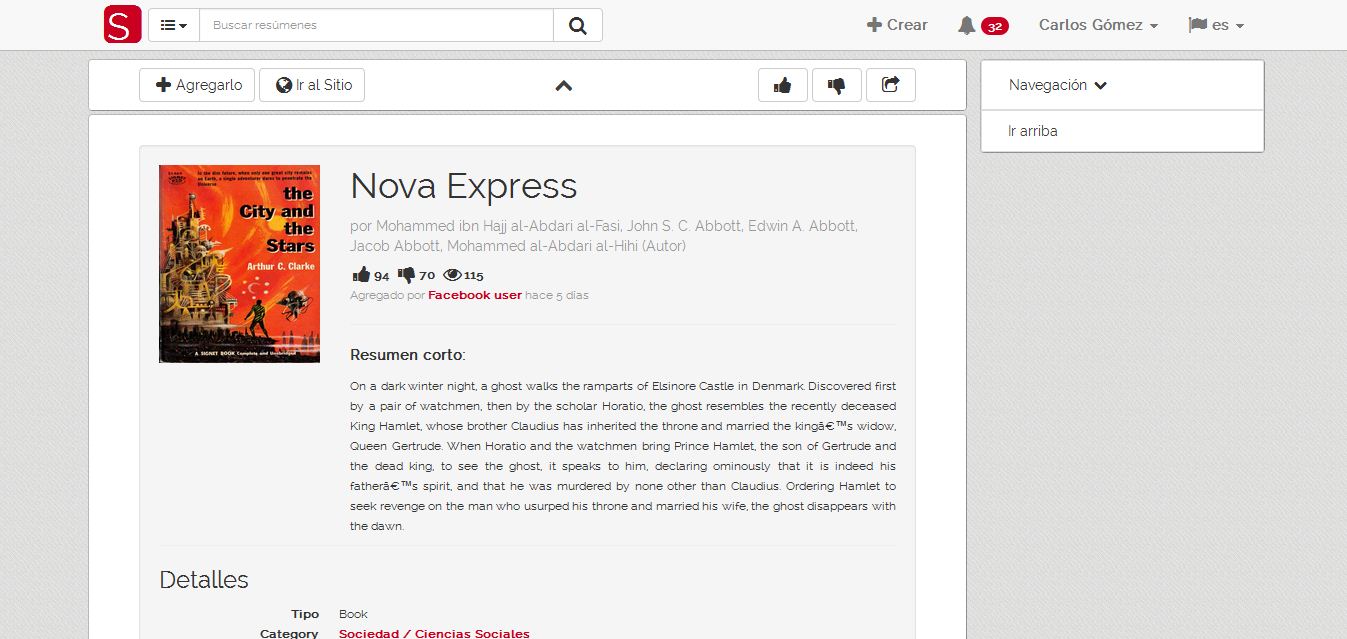 S
Buscar resúmenes
Crear
32
Carlos Gómez
es
Agregarlo
Ir al Sitio
Navegación
Ir arriba
In the dim future, when only one great city remains
on Earth, a single adventurer dares to penetrate the
Universe
the
City and
the
Stars
Arthur C. Clarke
A SIGNET BOOK Complete and Unabridged
Nova Express
por Mohammed ibn Hajj al-Abdari al-Fasi, John S. C. Abbott, Edwin A. Abbott,
Jacob Abbott, Mohammed al-Abdari al-Hihi (Autor)
94 70 115
Agregado por Facebook user hace 5 días
Resumen corto:
On a dark winter night, a ghost walks the ramparts of Elsinore Castle in Denmark. Discovered first
by a pair of watchmen, then by the scholar Horatio, the ghost resembles the recently deceased
King Hamlet, whose brother Claudius has inherited the throne and married the kingâ€™s widow,
Queen Gertrude. When Horatio and the watchmen bring Prince Hamlet, the son of Gertrude and
the dead king, to see the ghost, it speaks to him, declaring ominously that it is indeed his
fatherâ€™s spirit, and that he was murdered by none other than Claudius. Ordering Hamlet to
seek revenge on the man who usurped his throne and married his wife, the ghost disappears with
the dawn.
Detalles
Tipo Book
Category Sociedad / Ciencias Sociales